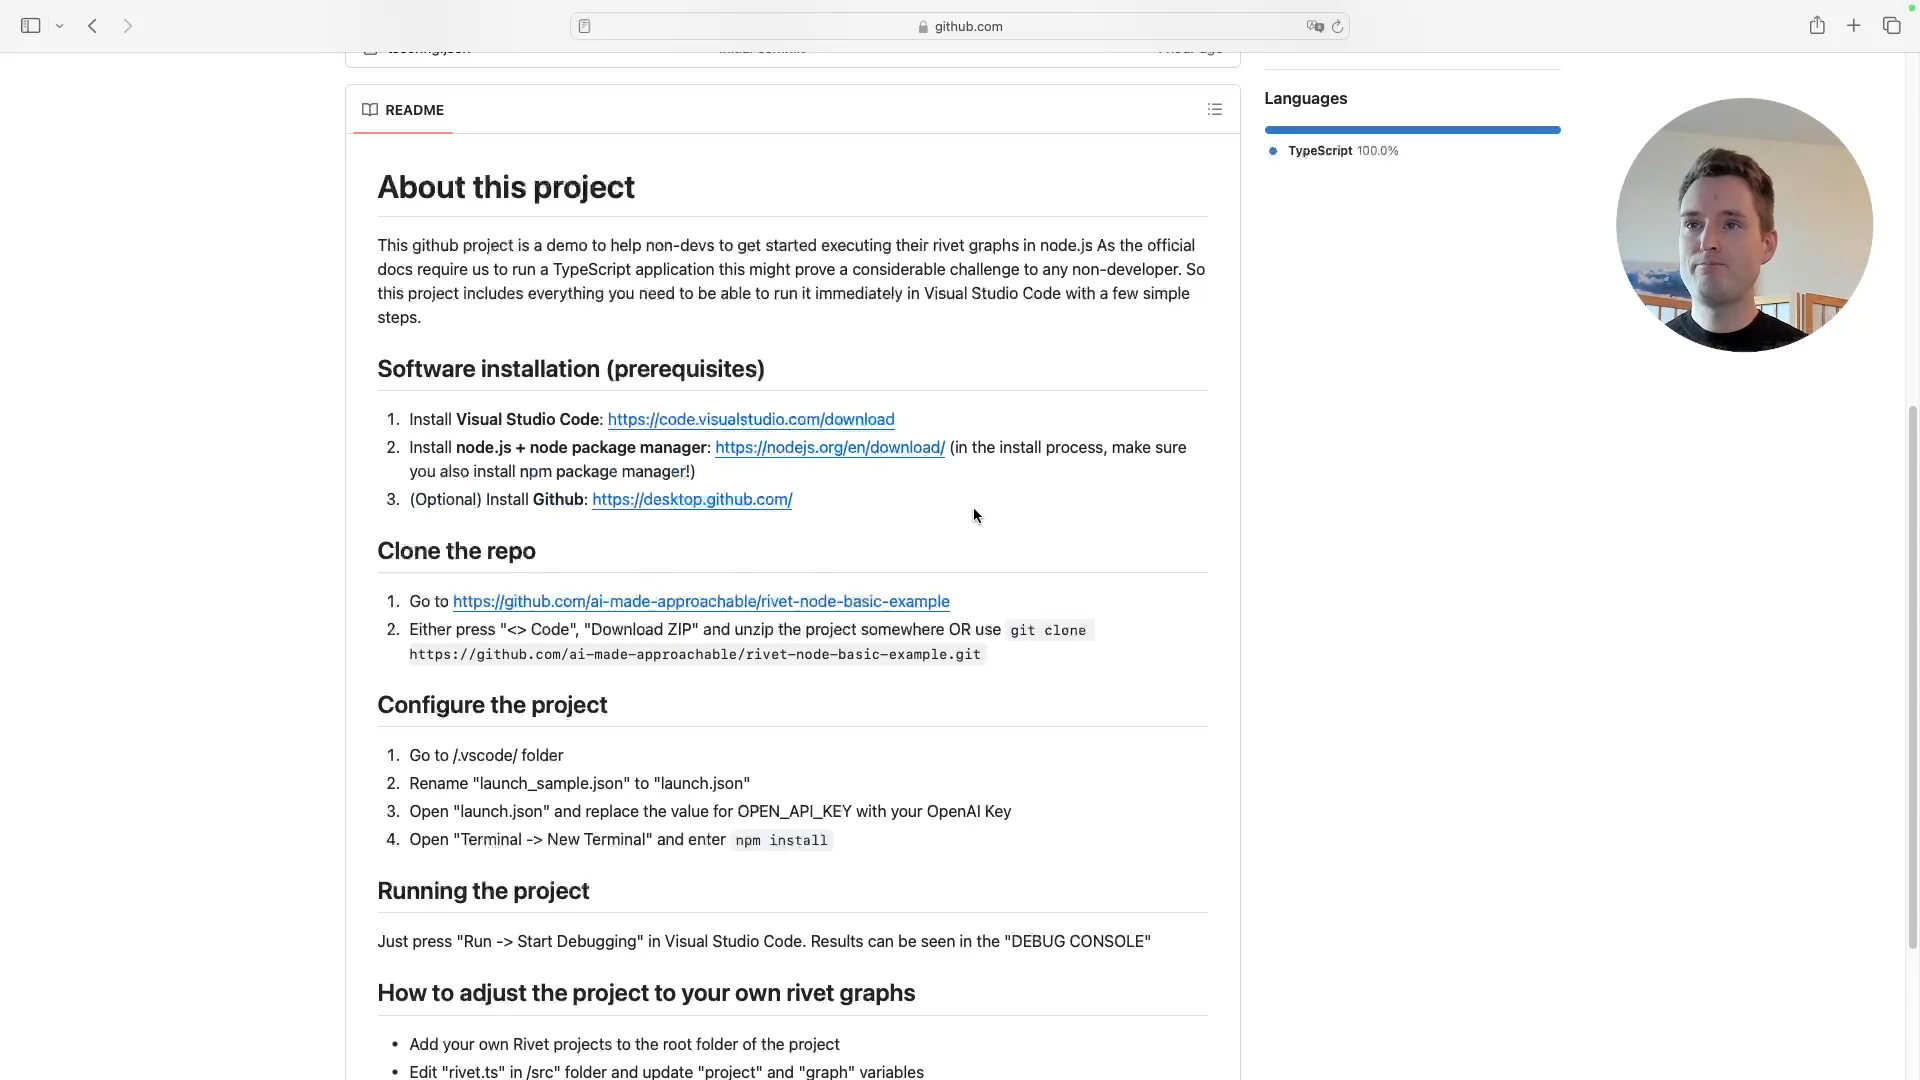 github.com
README
About this project
This github project is a demo to help non-devs to get started executing their rivet graphs in node.js As the official
docs require us to run a TypeScript application this might prove a considerable challenge to any non-developer. So
this project includes everything you need to be able to run it immediately in Visual Studio Code with a few simple
steps.
Software installation (prerequisites)
1. Install Visual Studio Code: https://code.visualstudio.com/download
2. Install node.js + node package manager: https://nodejs.org/en/download/ (in the install process, make sure
you also install npm package manager!)
3. (Optional) Install Github: https://desktop.github.com/
Clone the repo
1. Go to https://github.com/ai-made-approachable/rivet-node-basic-example
2. Either press "<> Code", "Download ZIP" and unzip the project somewhere OR use git clone
https://github.com/ai-made-approachable/rivet-node-basic-example.git
Configure the project
1. Go to /.vscode/ folder
2. Rename "launch_sample.json" to "launch.json"
3. Open "launch.json" and replace the value for OPEN_API_KEY with your OpenAI Key
4. Open "Terminal -> New Terminal" and enter npm install
Running the project
Just press "Run -> Start Debugging" in Visual Studio Code. Results can be seen in the "DEBUG CONSOLE"
How to adjust the project to your own rivet graphs
• Add your own Rivet projects to the root folder of the project
• Edit "rivet.ts" in /src" folder and update "project" and "graph" variables
Languages
TypeScript 100.0%